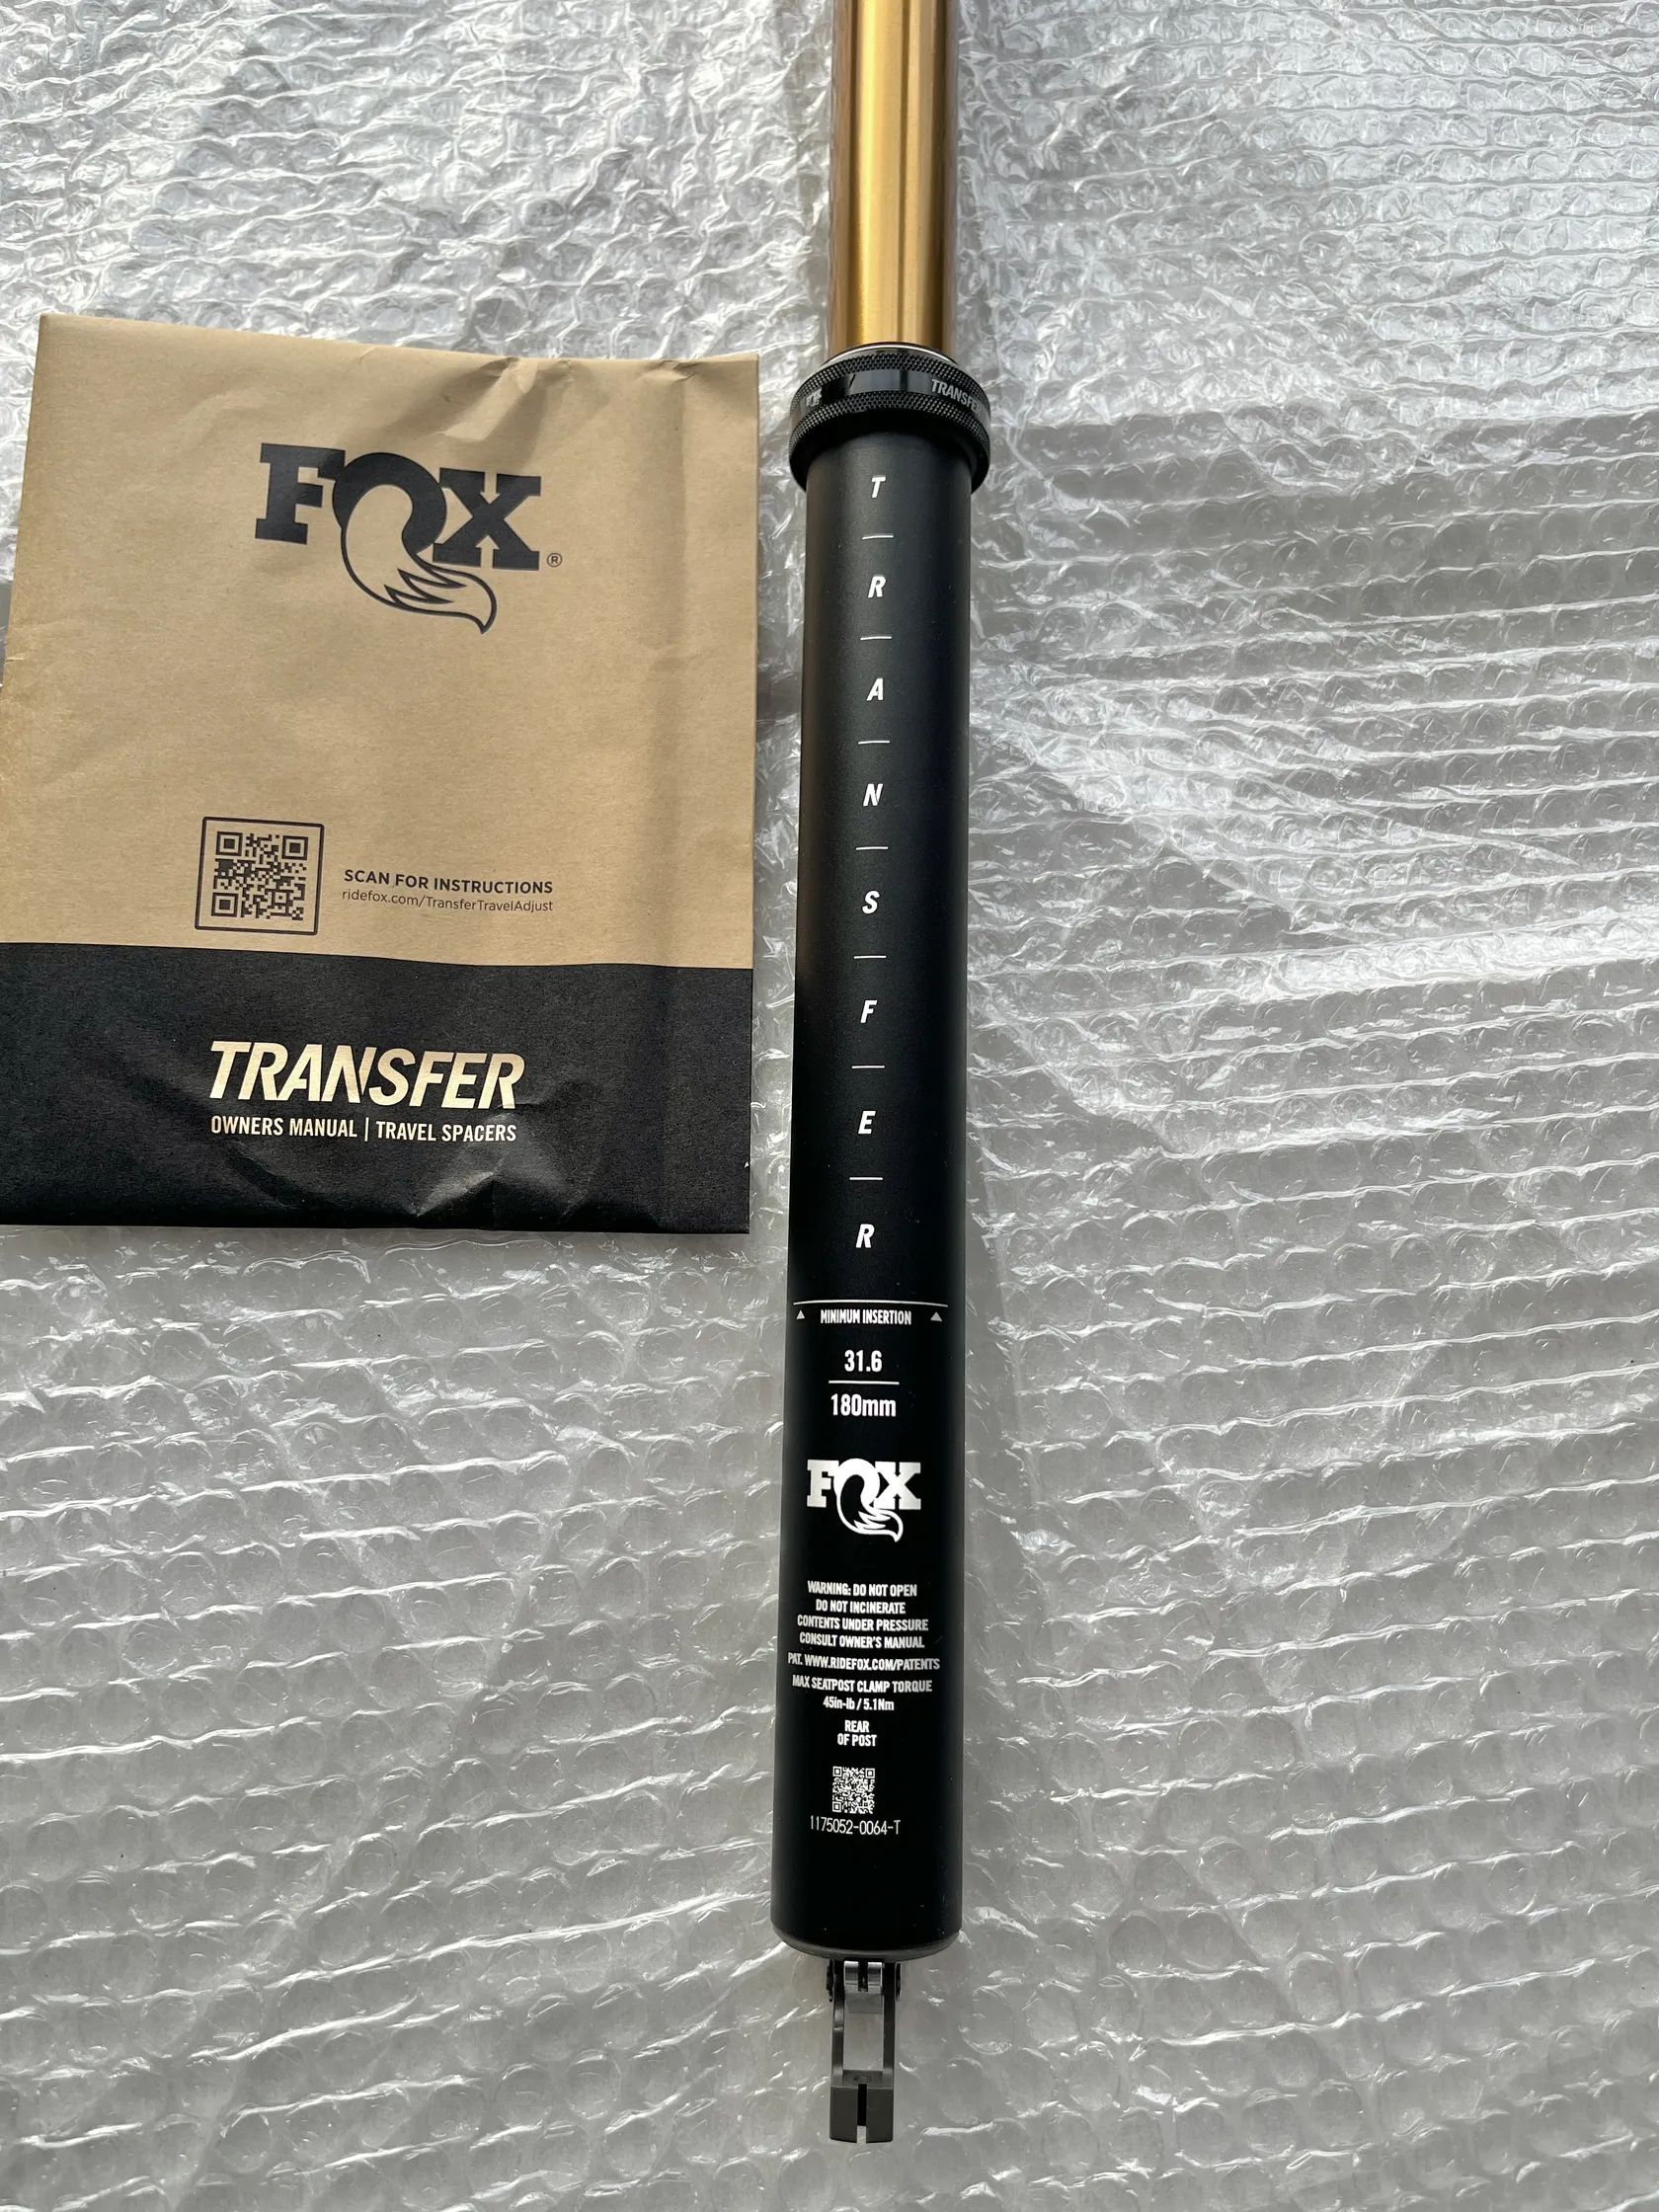 FOX®
SCAN FOR INSTRUCTIONS
ridefox.com/TransferTravelAdjust
TRANSFER
OWNERS MANUAL | TRAVEL SPACERS
TRANSFER
T
R
A
N
S
F
E
R
MINIMUM INSERTION
31.6
180mm
FOX
WARNING: DO NOT OPEN
DO NOT INCINERATE
CONTENTS UNDER PRESSURE
CONSULT OWNER'S MANUAL
PAT. WWW.RIDEFOX.COM/PATENTS
MAX SEATPOST CLAMP TORQUE
45in-lb / 5.1Nm
REAR
OF POST
1175052-0064-T